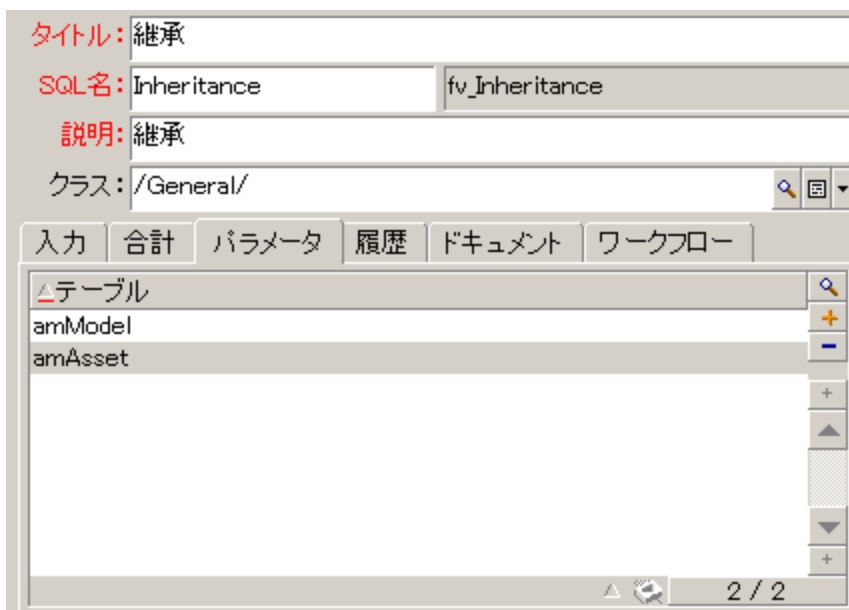 タイトル：継承
SQL名：Inheritance fv_Inheritance
説明：継承
クラス：/General/
入力 合計 パラメータ 履歴 ドキュメント ワークフロー
テーブル
amModel
amAsset
2 / 2